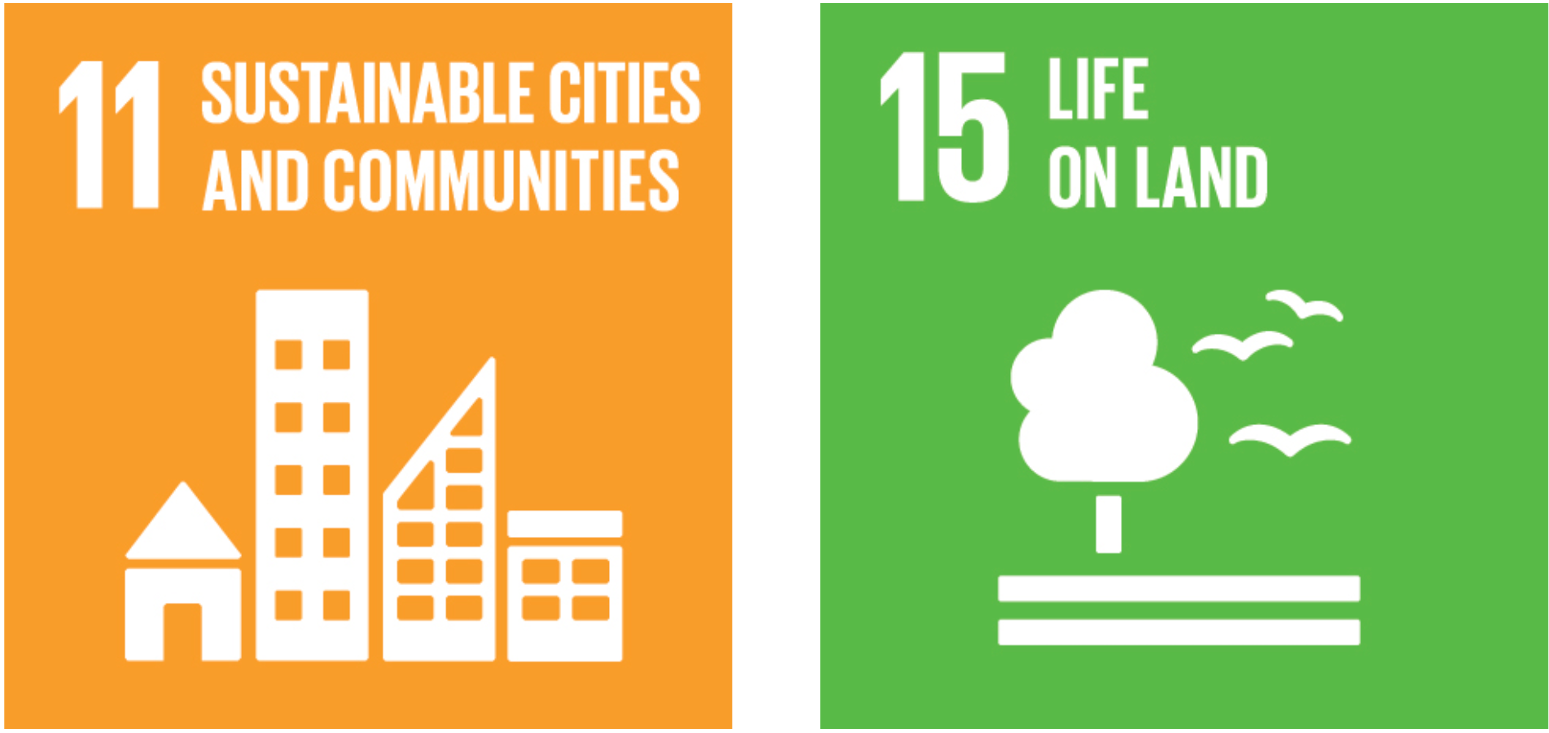 11
SUSTAINABLE CITIES
AND COMMUNITIES
15
LIFE
ON LAND